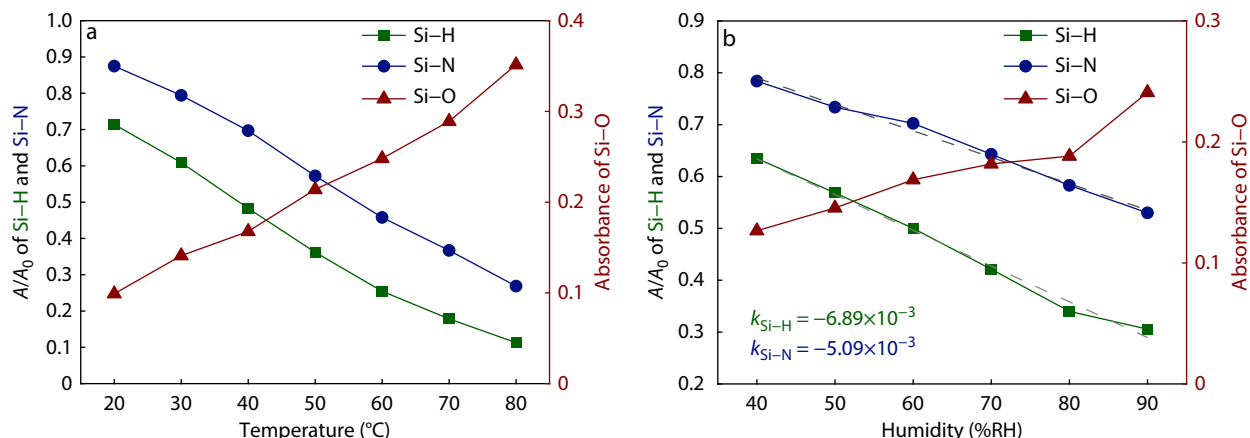 a
Si–H
Si–N
Si–O
1.0
0.9
0.8
0.7
0.6
0.5
0.4
0.3
0.2
0.1
0
A/A0 of Si–H and Si–N
0.4
0.3
0.2
0.1
0
Absorbance of Si–O
20 30 40 50 60 70 80
Temperature (°C)
b
Si–H
Si–N
Si–O
0.9
0.8
0.7
0.6
0.5
0.4
0.3
0.2
A/A0 of Si–H and Si–N
kSi–H = −6.89×10−3
kSi–N = −5.09×10−3
0.3
0.2
0.1
0
Absorbance of Si–O
40 50 60 70 80 90
Humidity (%RH)